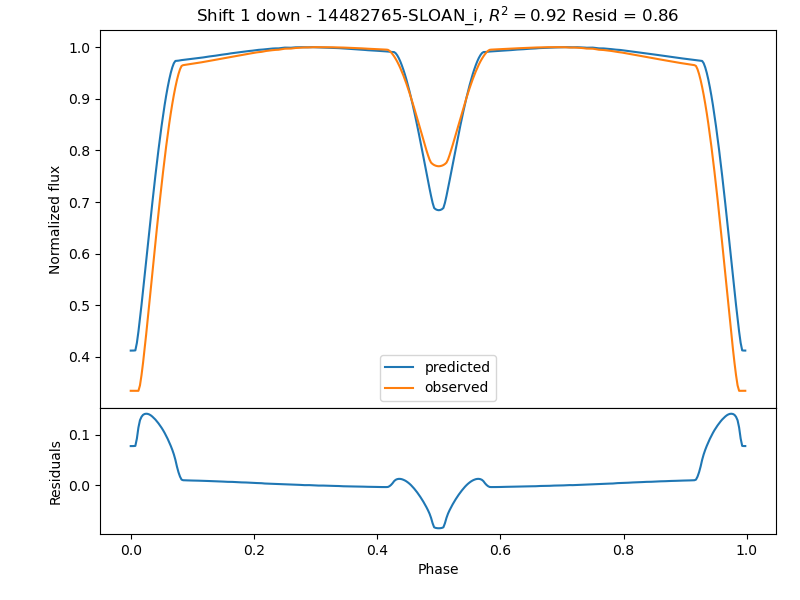 Shift 1 down - 14482765-SLOAN_i, R² = 0.92 Resid = 0.86
1.0
0.9
0.8
0.7
0.6
0.5
0.4
Normalized flux
predicted
observed
0.1
0.0
Residuals
0.0 0.2 0.4 0.6 0.8 1.0
Phase